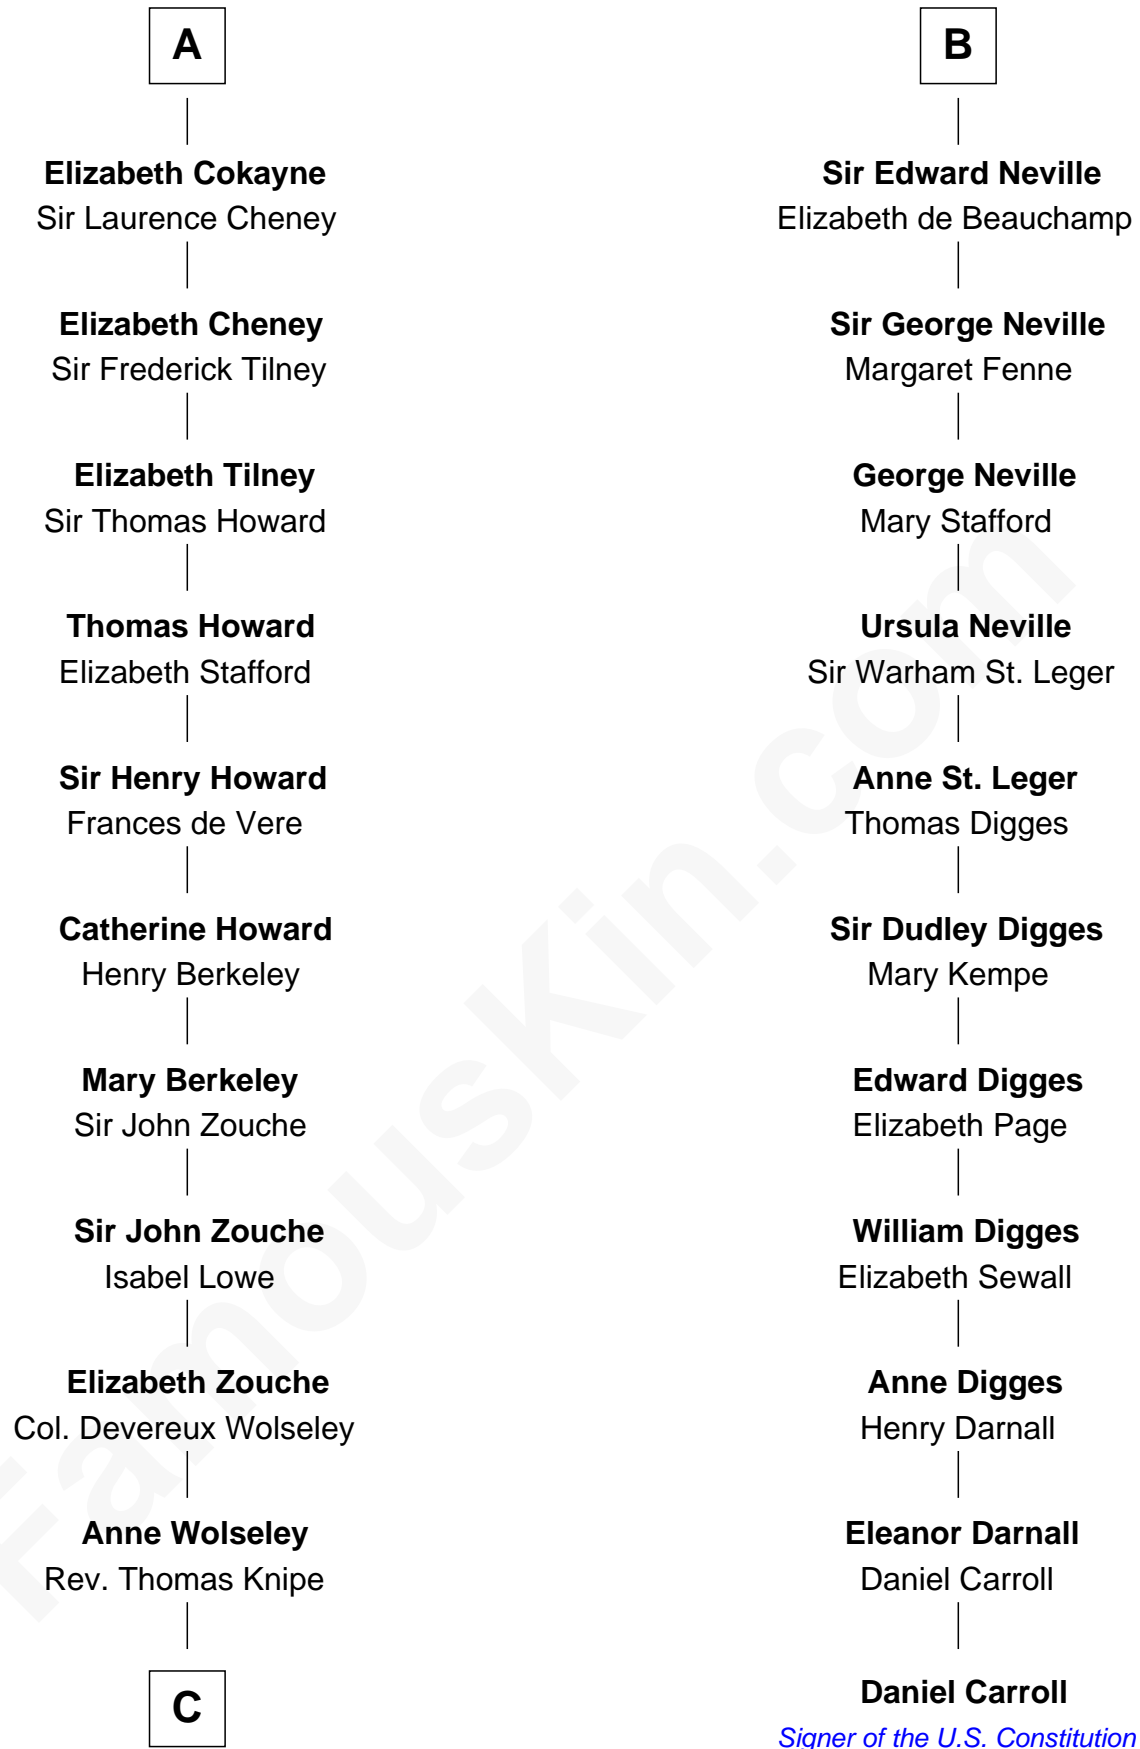 A
Elizabeth Cokayne
Sir Laurence Cheney
Elizabeth Cheney
Sir Frederick Tilney
Elizabeth Tilney
Sir Thomas Howard
Thomas Howard
Elizabeth Stafford
Sir Henry Howard
Frances de Vere
Catherine Howard
Henry Berkeley
Mary Berkeley
Sir John Zouche
Sir John Zouche
Isabel Lowe
Elizabeth Zouche
Col. Devereux Wolseley
Anne Wolseley
Rev. Thomas Knipe
C
B
Sir Edward Neville
Elizabeth de Beauchamp
Sir George Neville
Margaret Fenne
George Neville
Mary Stafford
Ursula Neville
Sir Warham St. Leger
Anne St. Leger
Thomas Digges
Sir Dudley Digges
Mary Kempe
Edward Digges
Elizabeth Page
William Digges
Elizabeth Sewall
Anne Digges
Henry Darnall
Eleanor Darnall
Daniel Carroll
Daniel Carroll
Signer of the U.S. Constitution
FamousKin.com